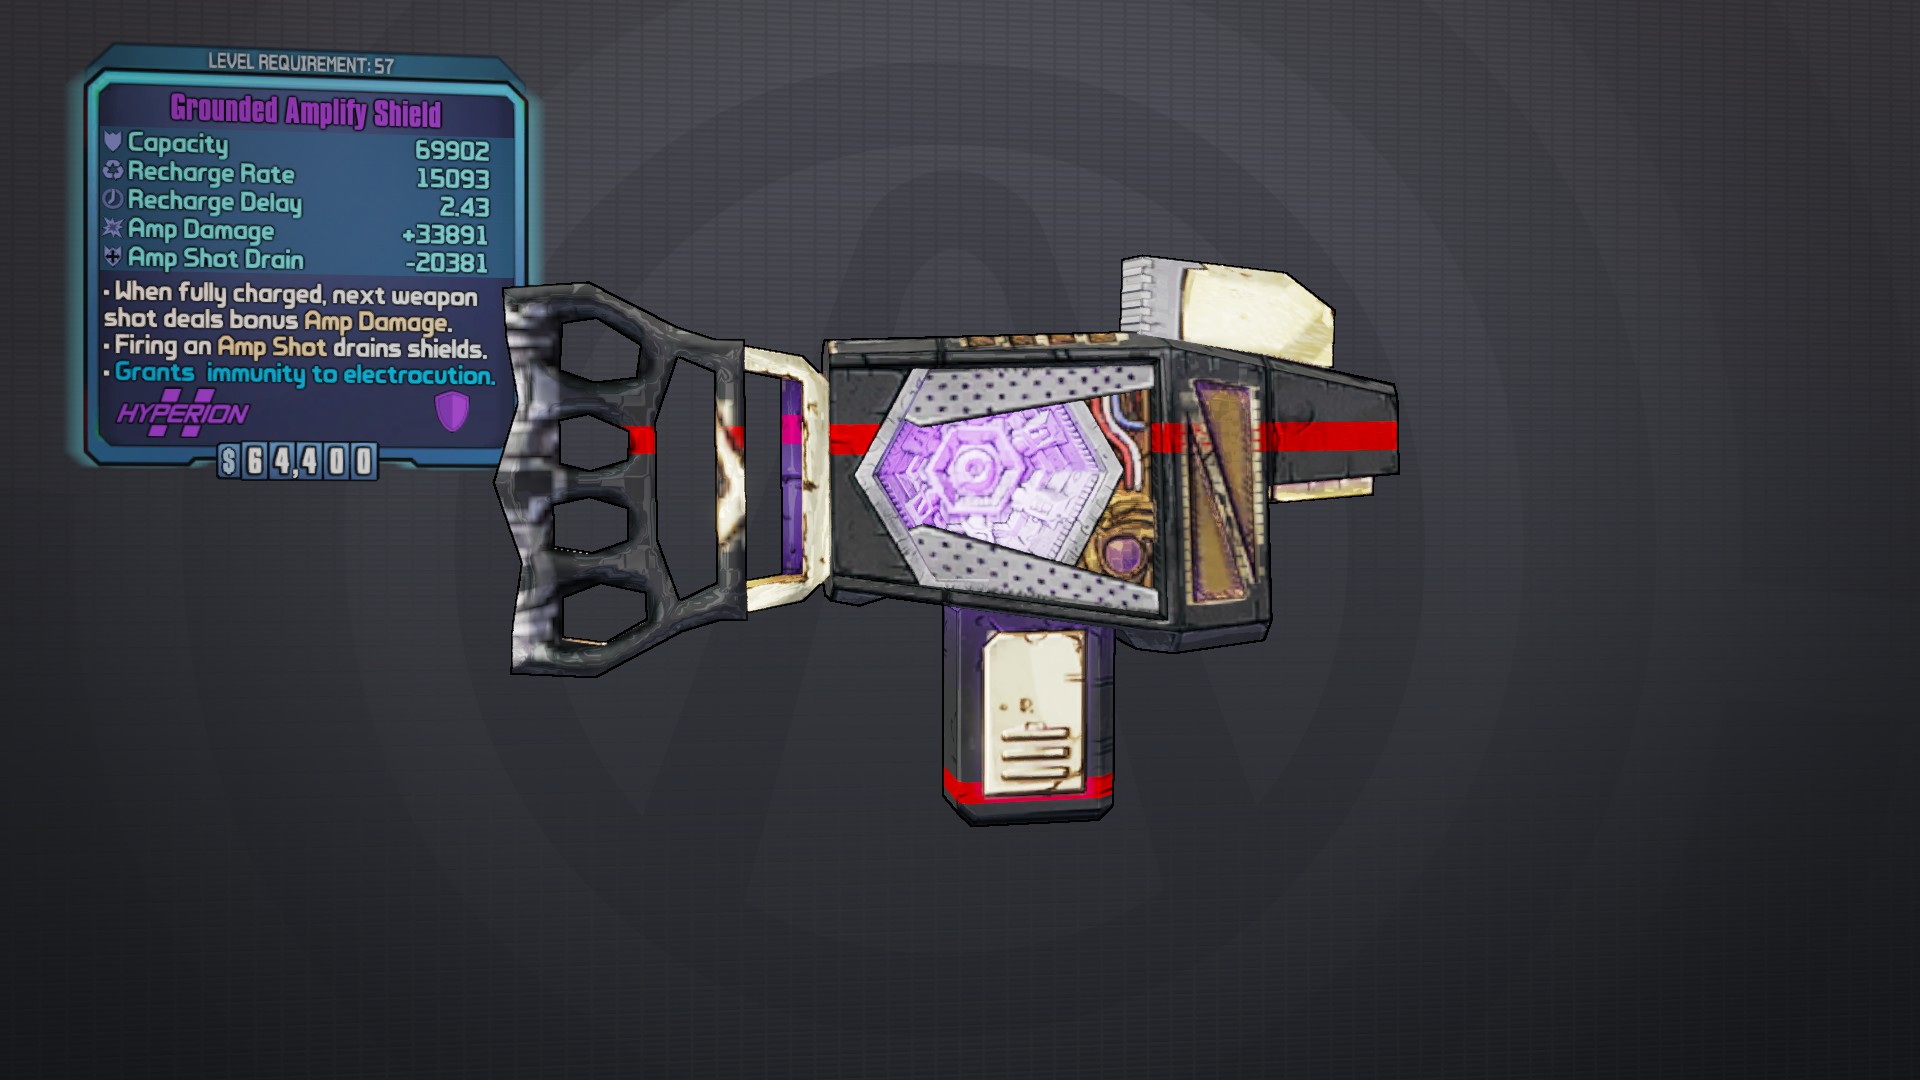 LEVEL REQUIREMENT: 57
Grounded Amplify Shield
Capacity 69902
Recharge Rate 15093
Recharge Delay 2.43
Amp Damage +33891
Amp Shot Drain -20381
• When fully charged, next weapon
shot deals bonus Amp Damage.
• Firing an Amp Shot drains shields.
• Grants immunity to electrocution.
HYPERION
$64,400